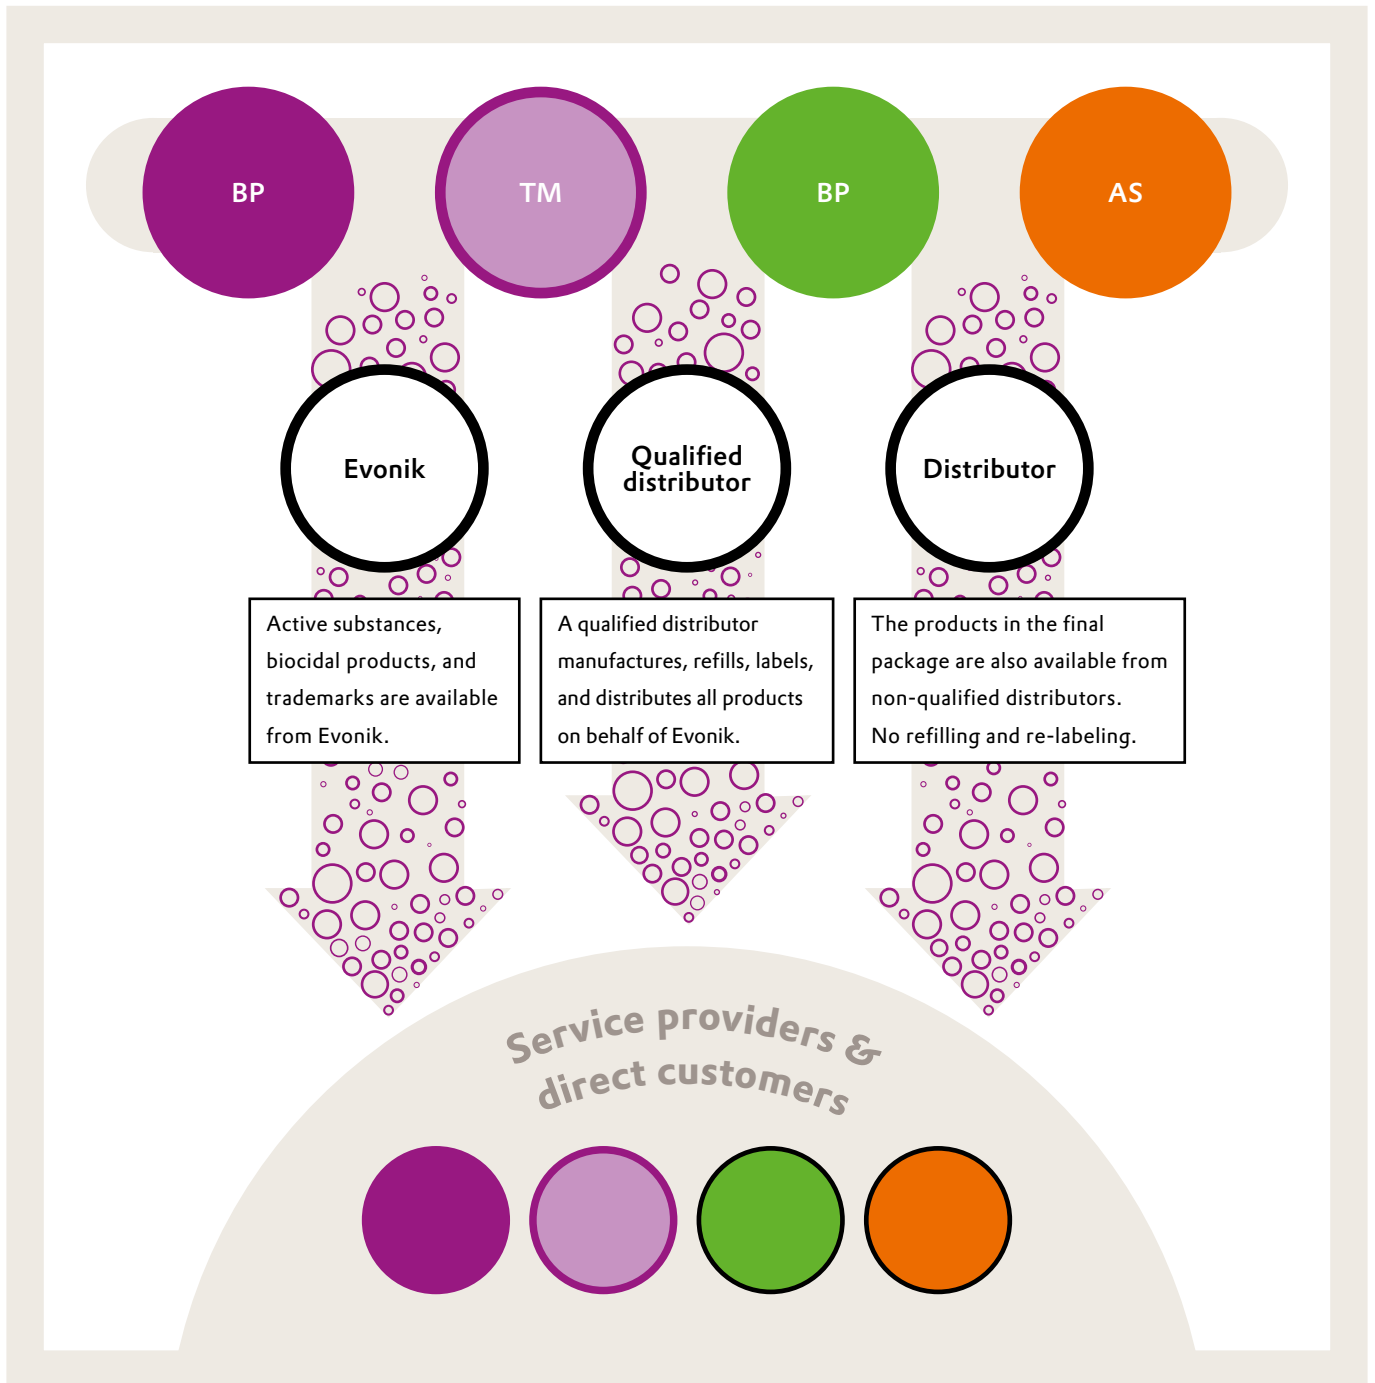 BP
TM
BP
AS
Evonik
Qualified
distributor
Distributor
Active substances,
biocidal products, and
trademarks are available
from Evonik.
A qualified distributor
manufactures, refills, labels,
and distributes all products
on behalf of Evonik.
The products in the final
package are also available from
non-qualified distributors.
No refilling and re-labeling.
Service providers &
direct customers